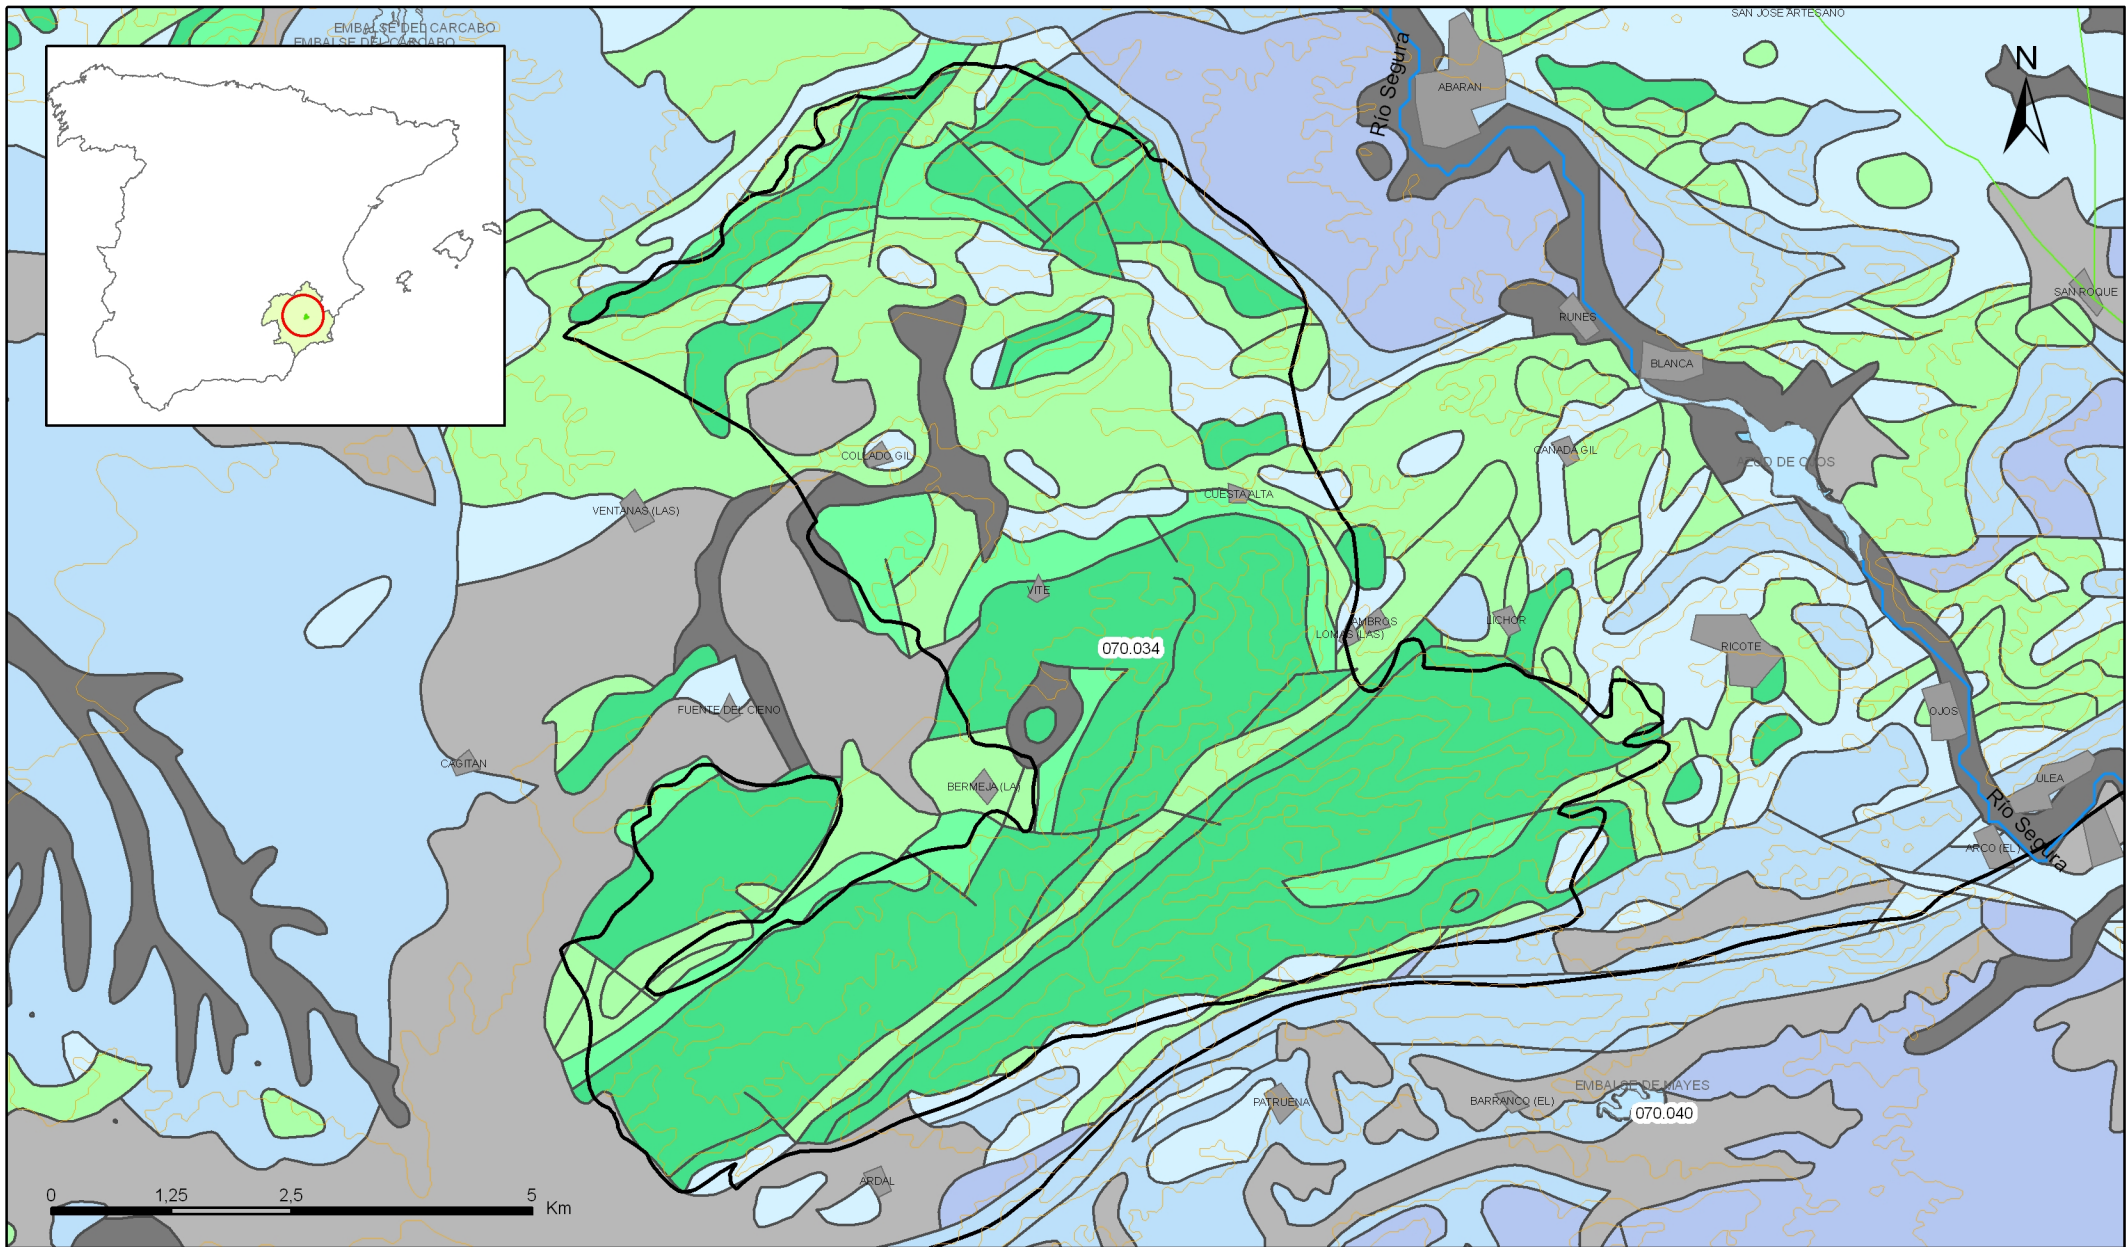 SAN JOSE ARTESANO
EMBALSE DEL CARCABO
EMBALSE DEL CARCABO
N
Río Segura
ABARAN
SAN ROQUE
RUNES
BLANCA
COLLADO GIL
CAÑADA GIL
CUESTA ALTA
VENTANAS (LAS)
VITE
AMBROS
LOMAS (LAS)
LICHOR
070.034
RICOTE
FUENTE DEL CIENO
OJOS
CAGITAN
BERMEJA (LA)
ULEA
Río Segura
ARCO (EL)
EMBALSE DE MAYES
PATRUENA
BARRANCO (EL)
070.040
ARDAL
0 1,25 2,5 5
Km